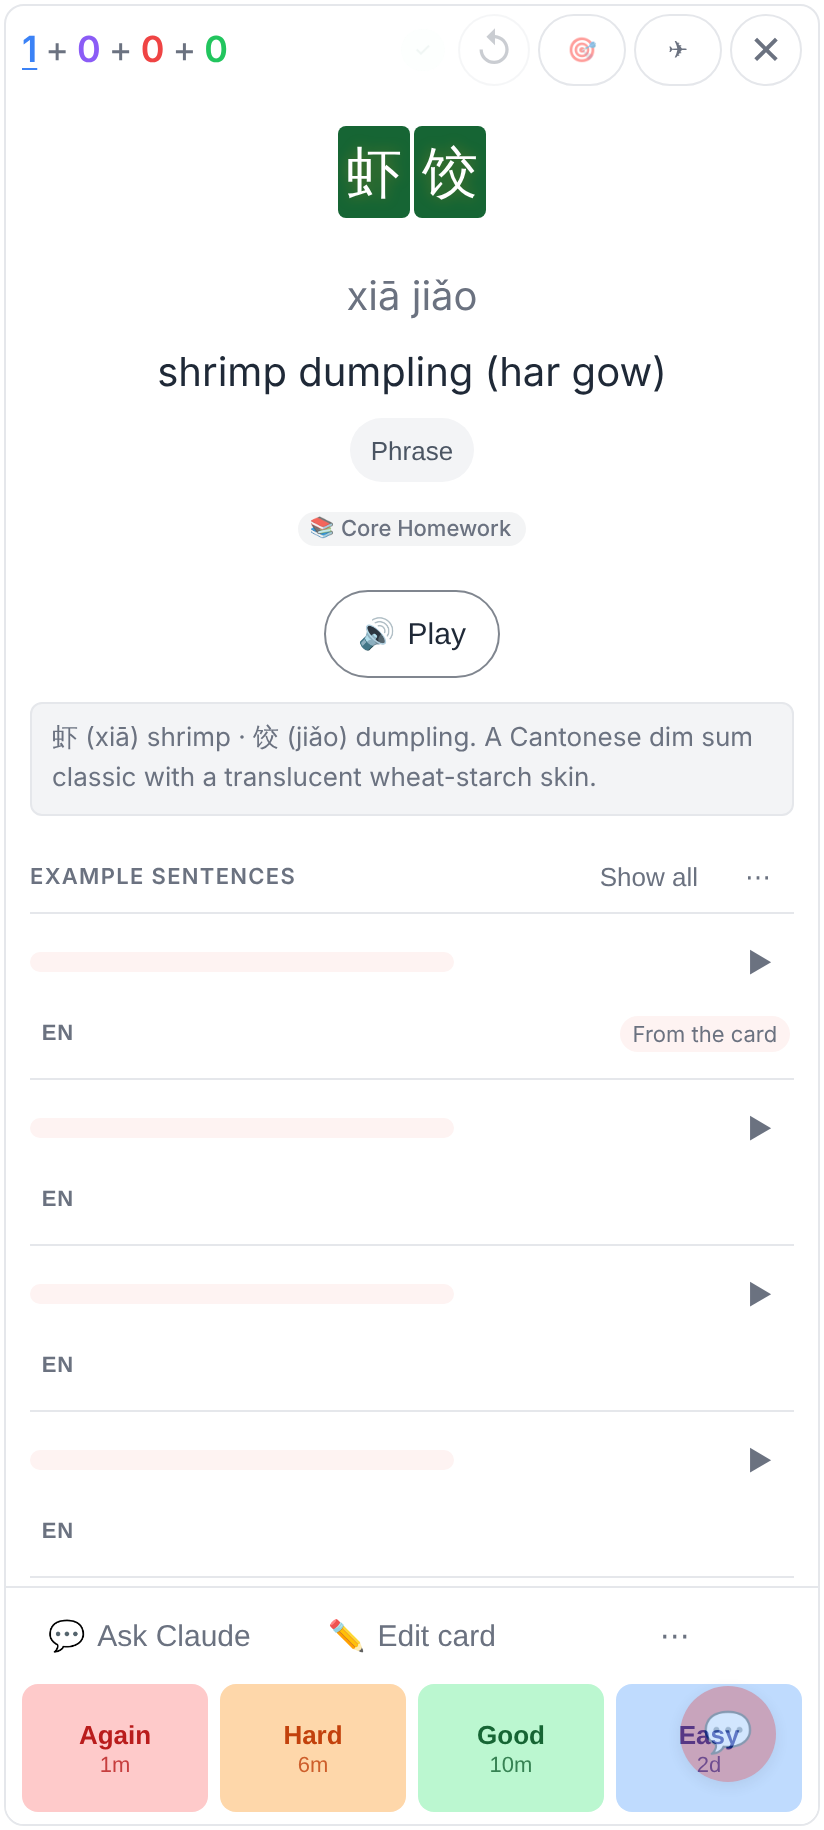 1 + 0 + 0 + 0
虾饺
xiā jiǎo
shrimp dumpling (har gow)
Phrase
📚 Core Homework
🔊 Play
虾 (xiā) shrimp · 饺 (jiǎo) dumpling. A Cantonese dim sum
classic with a translucent wheat-starch skin.
EXAMPLE SENTENCES Show all ···
EN From the card
EN
EN
EN
💬 Ask Claude ✏️ Edit card ···
Again Hard Good Easy
1m 6m 10m 2d